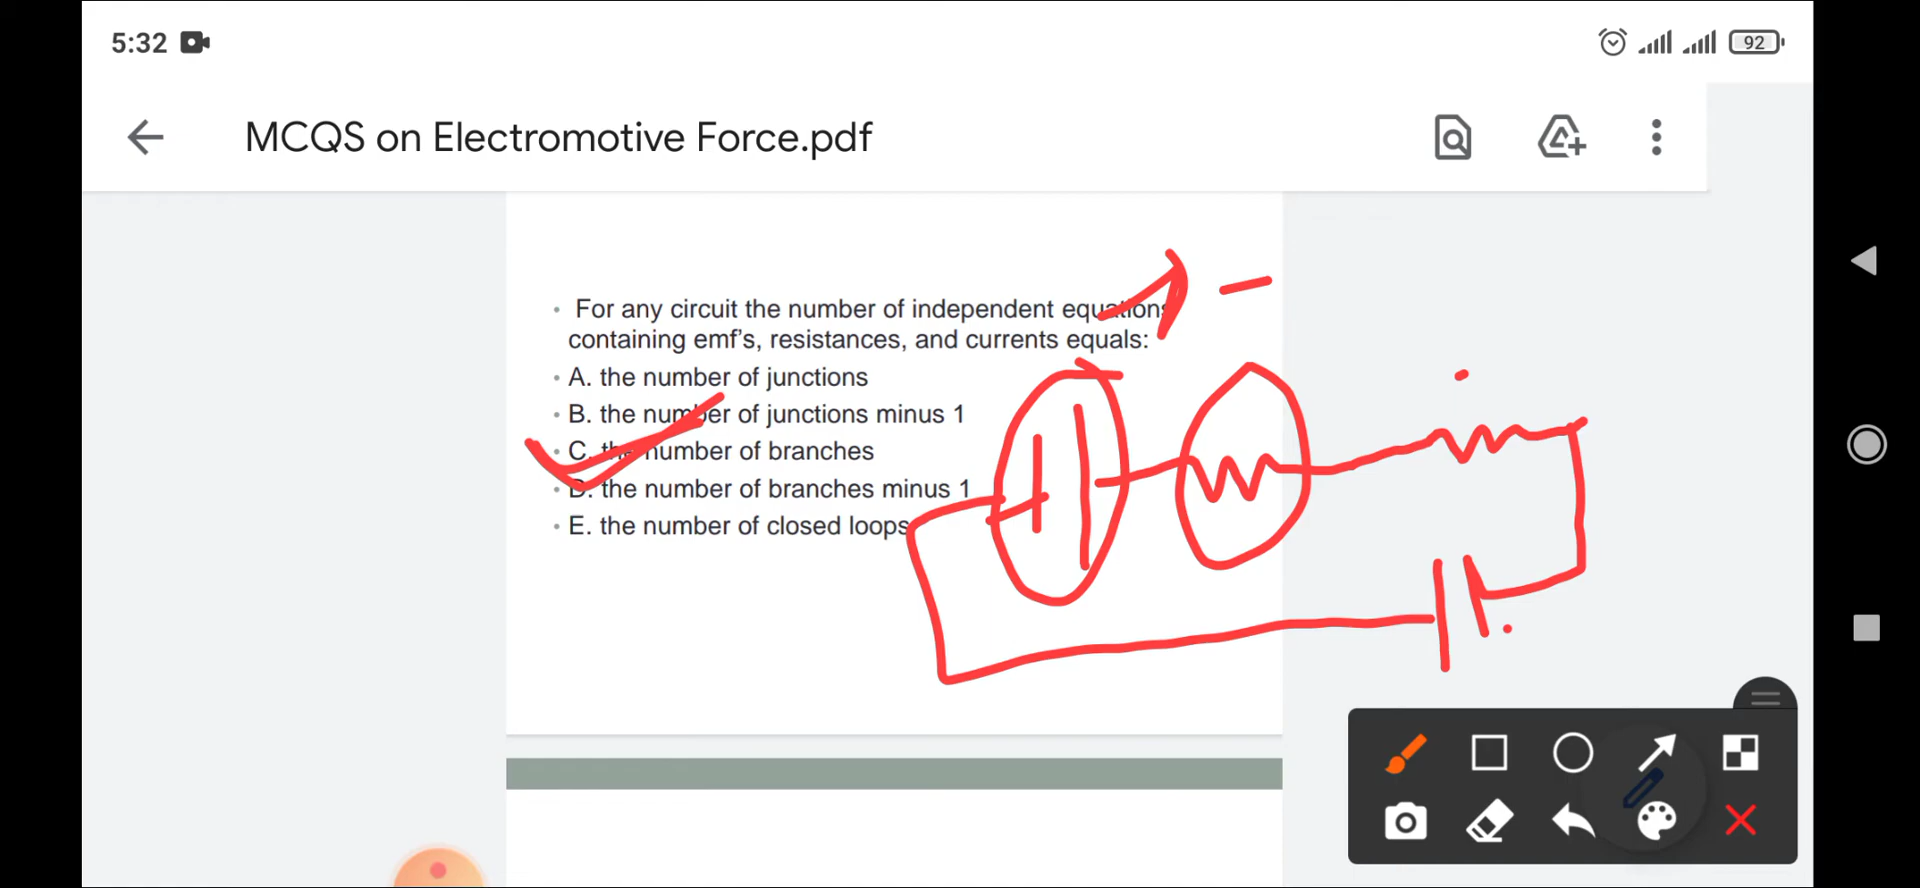 5:32
92
MCQS on Electromotive Force.pdf
• For any circuit the number of independent equations
containing emf's, resistances, and currents equals:
• A. the number of junctions
• B. the number of junctions minus 1
• C. the number of branches
• D. the number of branches minus 1
• E. the number of closed loops